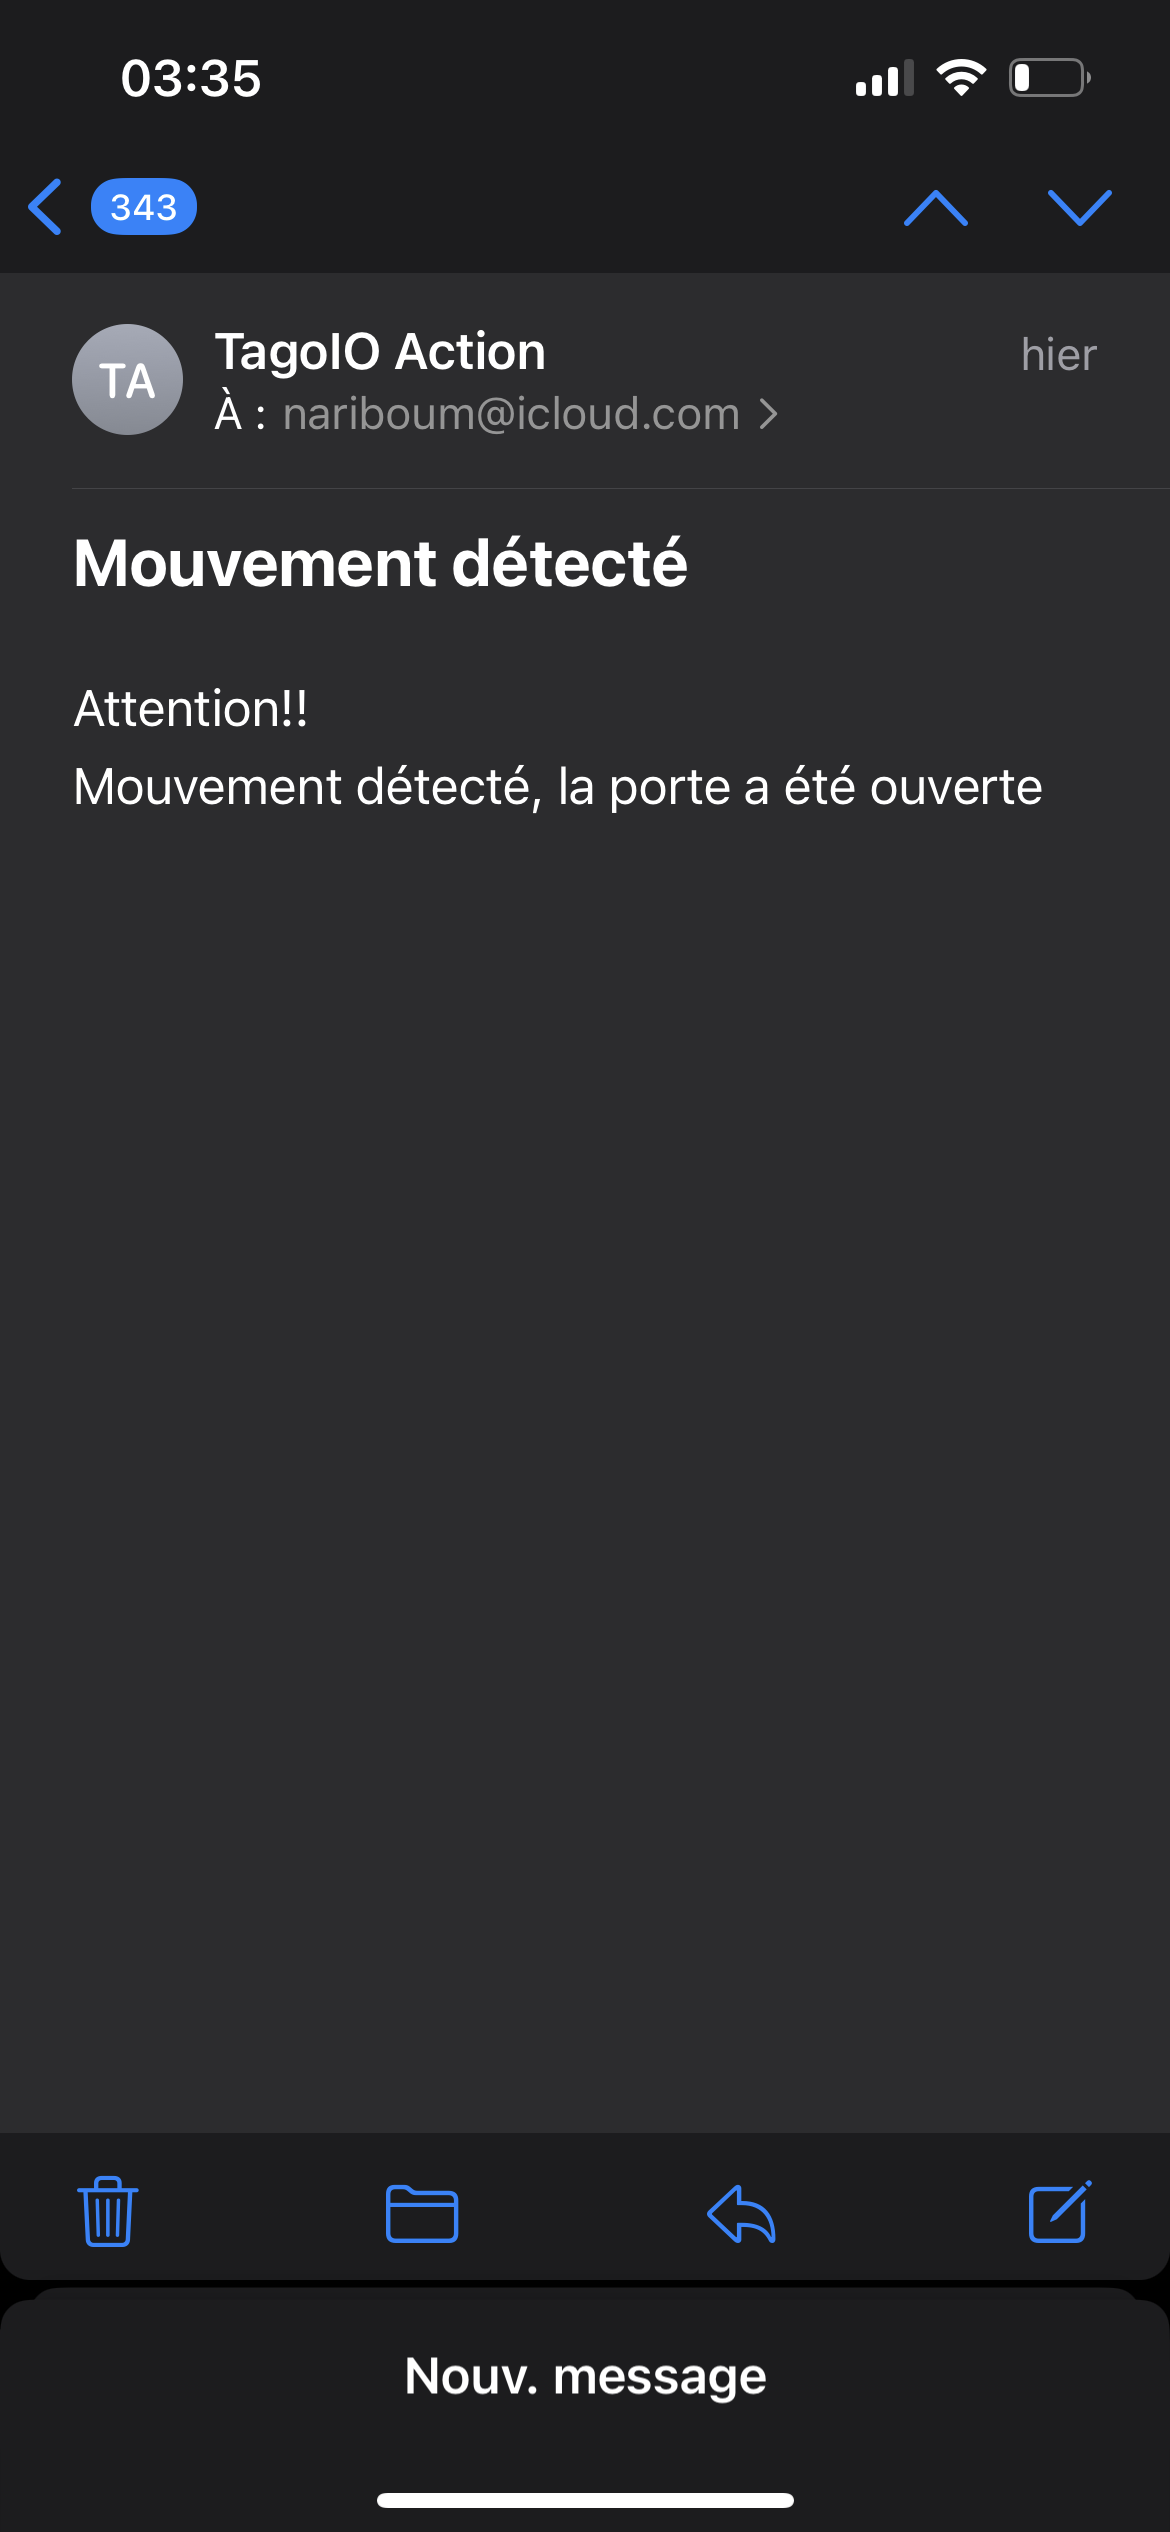 03:35
343
TA
TagoIO Action
hier
À : nariboum@icloud.com
Mouvement détecté
Attention!!
Mouvement détecté, la porte a été ouverte
Nouv. message